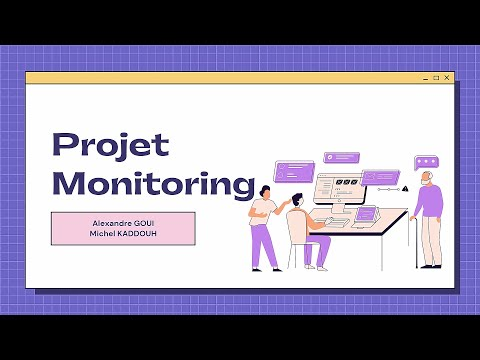 Projet
Monitoring
Alexandre GOUI
Michel KADDOUH